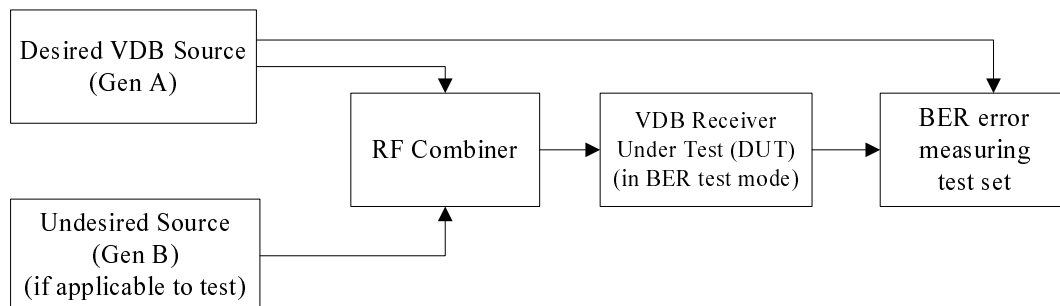 Desired VDB Source
(Gen A)
RF Combiner
VDB Receiver
Under Test (DUT)
(in BER test mode)
BER error
measuring
test set
Undesired Source
(Gen B)
(if applicable to test)